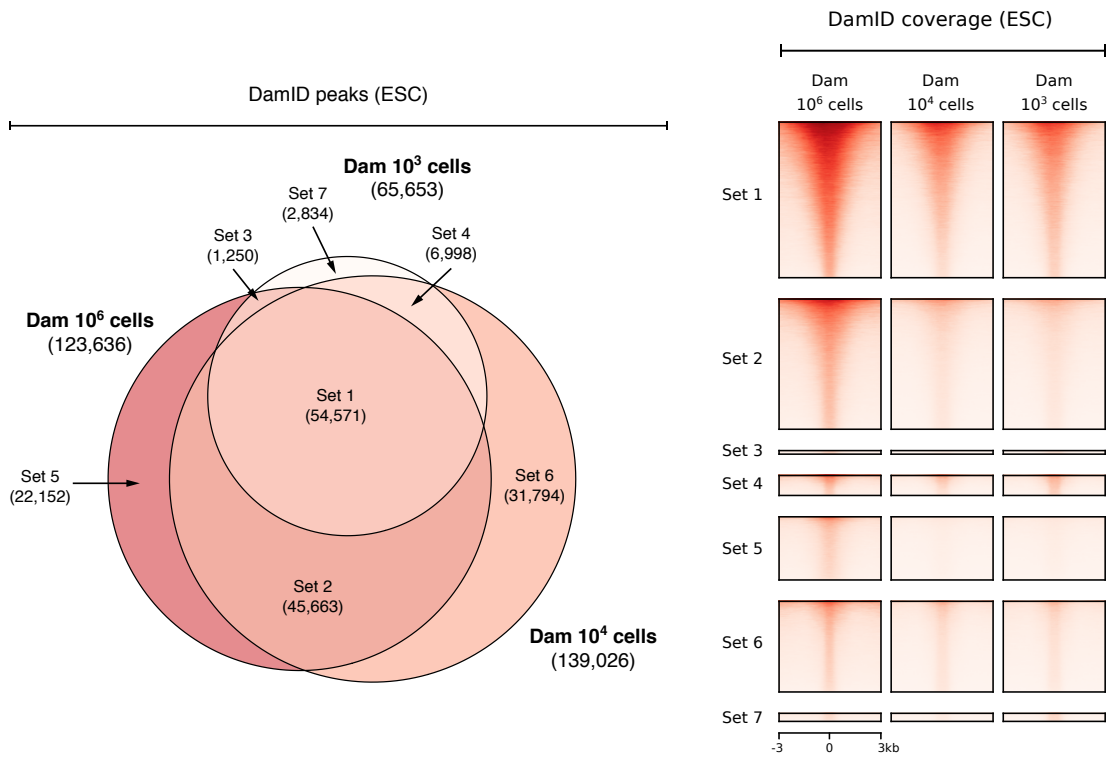 DamID peaks (ESC)
Dam 10³ cells
(65,653)
Set 7
(2,834)
Set 3
(1,250)
Set 4
(6,998)
Dam 10⁶ cells
(123,636)
Set 1
(54,571)
Set 5
(22,152)
Set 6
(31,794)
Set 2
(45,663)
Dam 10⁴ cells
(139,026)
DamID coverage (ESC)
Dam
10⁶ cells
Dam
10⁴ cells
Dam
10³ cells
Set 1
Set 2
Set 3
Set 4
Set 5
Set 6
Set 7
-3 0 3kb